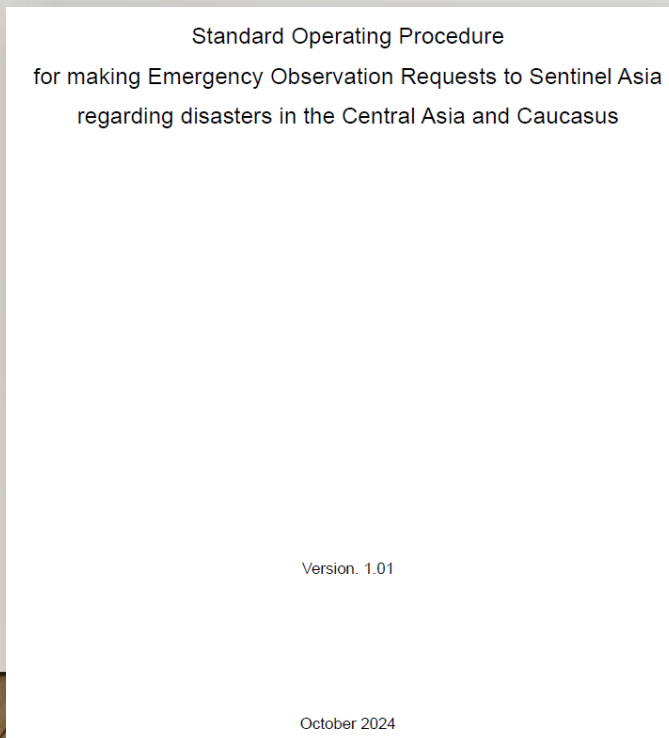 Standard Operating Procedure
for making Emergency Observation Requests to Sentinel Asia
regarding disasters in the Central Asia and Caucasus
Version. 1.01
October 2024